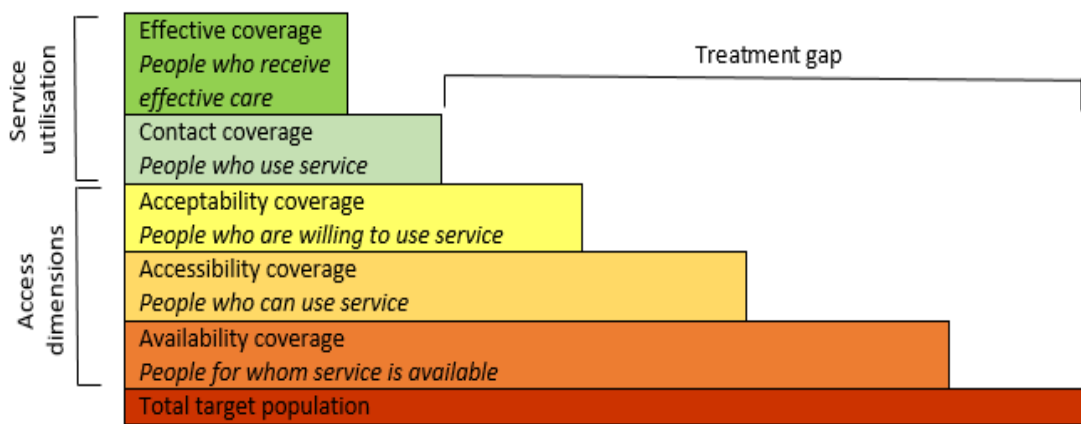 Service
utilisation
Effective coverage
People who receive
effective care
Treatment gap
Contact coverage
People who use service
Access
dimensions
Acceptability coverage
People who are willing to use service
Accessibility coverage
People who can use service
Availability coverage
People for whom service is available
Total target population